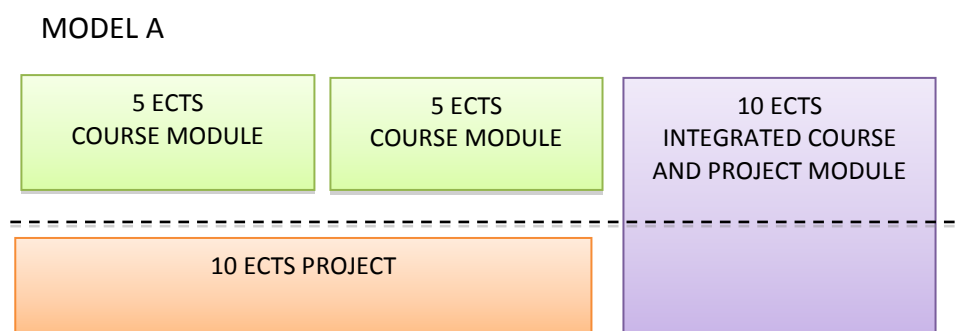 MODEL A
5 ECTS
COURSE MODULE
5 ECTS
COURSE MODULE
10 ECTS
INTEGRATED COURSE
AND PROJECT MODULE
10 ECTS PROJECT